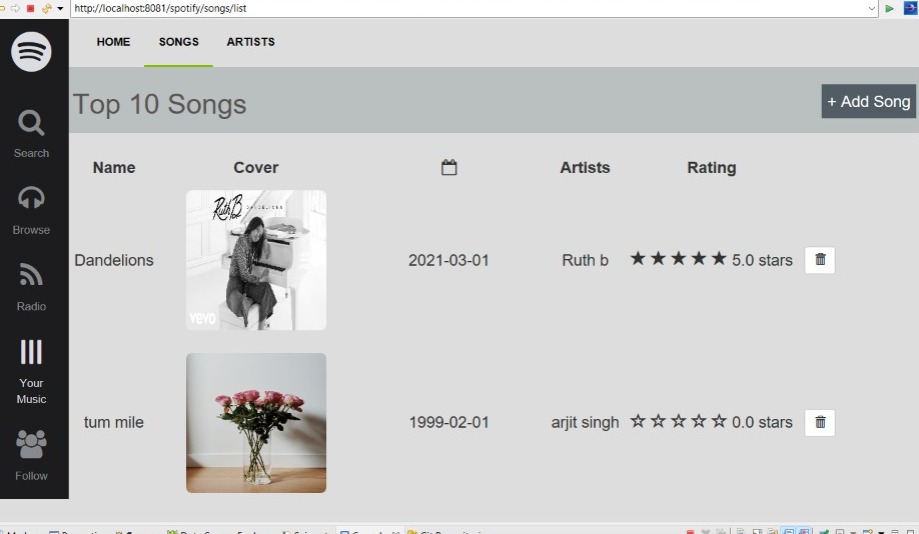 http://localhost:8081/spotify/songs/list
HOME SONGS ARTISTS
Top 10 Songs + Add Song
Search
Browse
Radio
Your
Music
Follow
Name Cover Artists Rating
Ruth B DANDELIONS
vevo
Dandelions 2021-03-01 Ruth b 5.0 stars
tum mile 1999-02-01 arjit singh 0.0 stars